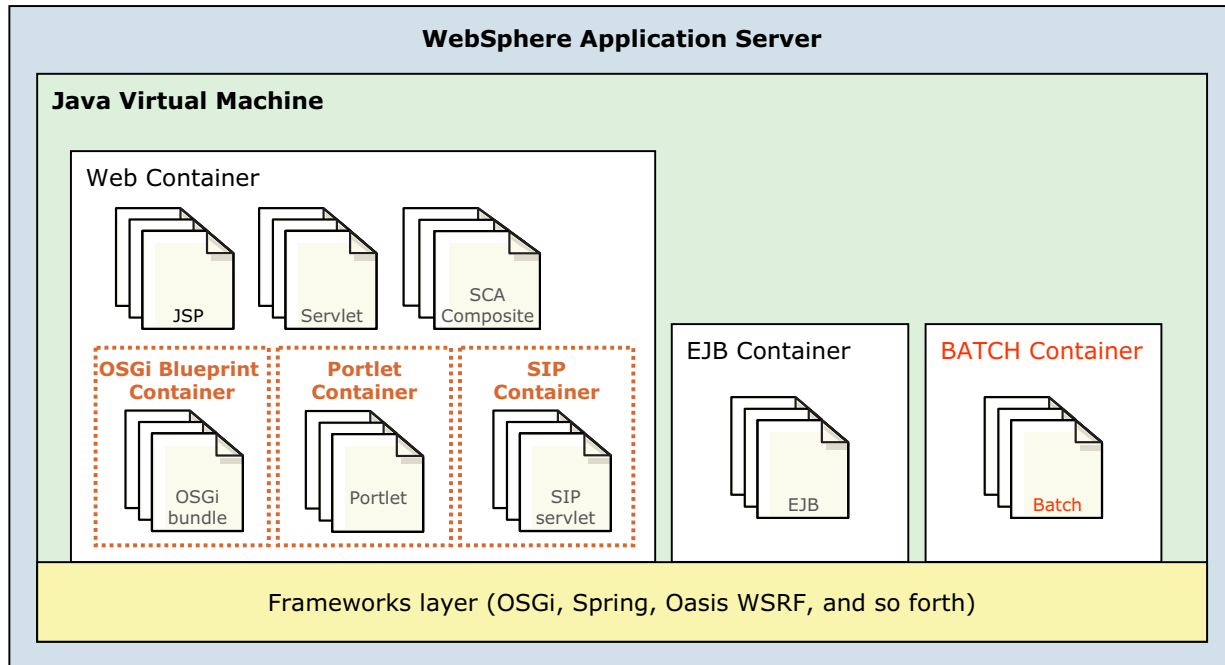 WebSphere Application Server
Java Virtual Machine
Web Container
JSP
Servlet
SCA
Composite
OSGi Blueprint
Container
OSGi
bundle
Portlet
Container
Portlet
SIP
Container
SIP
servlet
EJB Container
EJB
BATCH Container
Batch
Frameworks layer (OSGi, Spring, Oasis WSRF, and so forth)